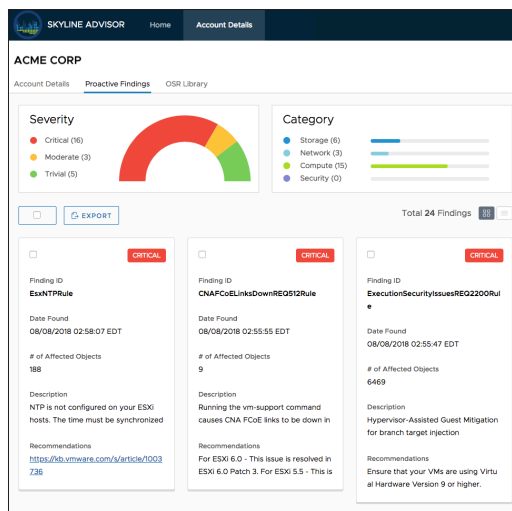 SKYLINE ADVISOR Home Account Details
ACME CORP
Account Details Proactive Findings OSR Library
Severity
Critical (16)
Moderate (3)
Trivial (5)
Category
Storage (6)
Network (3)
Compute (15)
Security (0)
EXPORT
Total 24 Findings
CRITICAL
Finding ID
EsxNTPRule
Date Found
08/08/2018 02:58:07 EDT
# of Affected Objects
188
Description
NTP is not configured on your ESXi
hosts. The time must be synchronized
Recommendations
https://kb.vmware.com/s/article/1003
736
CRITICAL
Finding ID
CNAFCoELinksDownREQ512Rule
Date Found
08/08/2018 02:55:55 EDT
# of Affected Objects
9
Description
Running the vm-support command
causes CNA FCoE links to be down in
Recommendations
For ESXi 6.0 - This issue is resolved in
ESXi 6.0 Patch 3. For ESXi 5.5 - This is
CRITICAL
Finding ID
ExecutionSecurityIssuesREQ2200Rul
e
Date Found
08/08/2018 02:55:47 EDT
# of Affected Objects
6469
Description
Hypervisor-Assisted Guest Mitigation
for branch target injection
Recommendations
Ensure that your VMs are using Virtu
al Hardware Version 9 or higher.